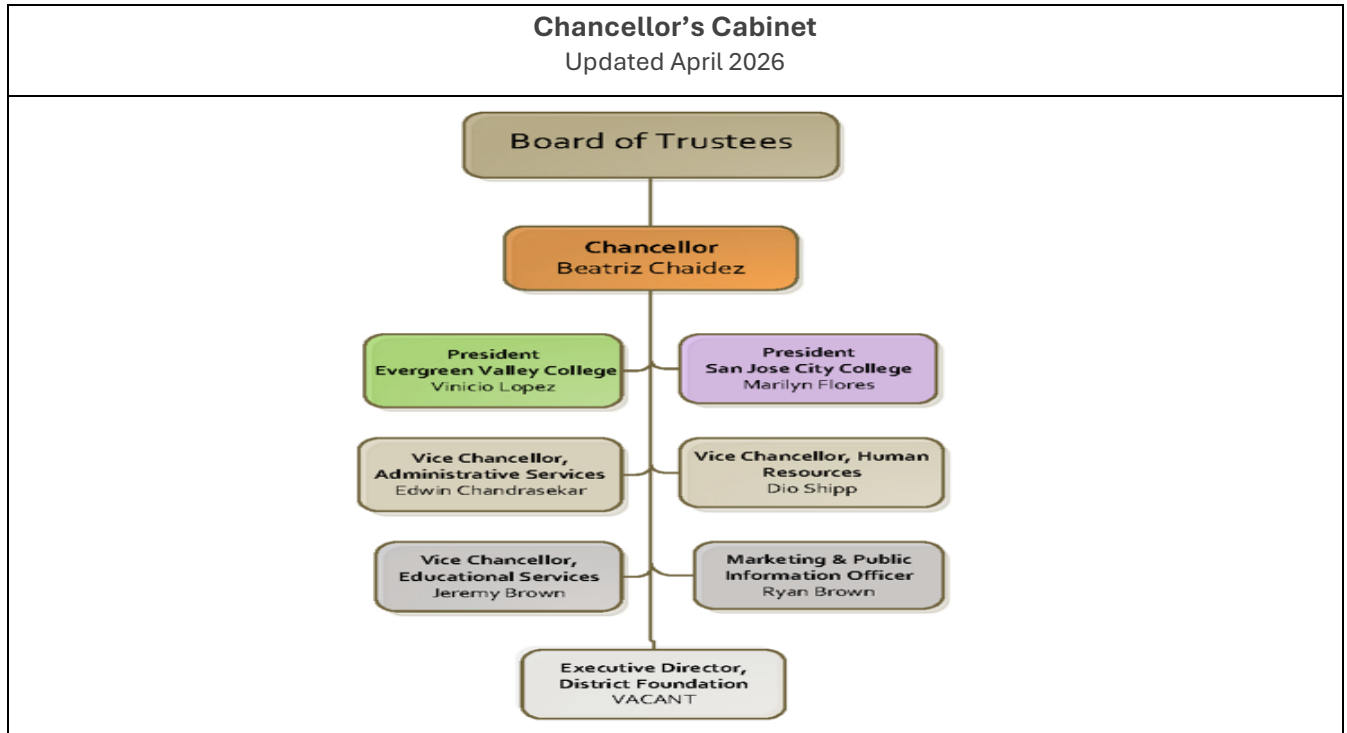 Chancellor’s Cabinet
Updated April 2026
Board of Trustees
Chancellor
Beatriz Chaidez
President
Evergreen Valley College
Vinicio Lopez
President
San Jose City College
Marilyn Flores
Vice Chancellor,
Administrative Services
Edwin Chandrasekar
Vice Chancellor, Human
Resources
Dio Shipp
Vice Chancellor,
Educational Services
Jeremy Brown
Marketing & Public
Information Officer
Ryan Brown
Executive Director,
District Foundation
VACANT